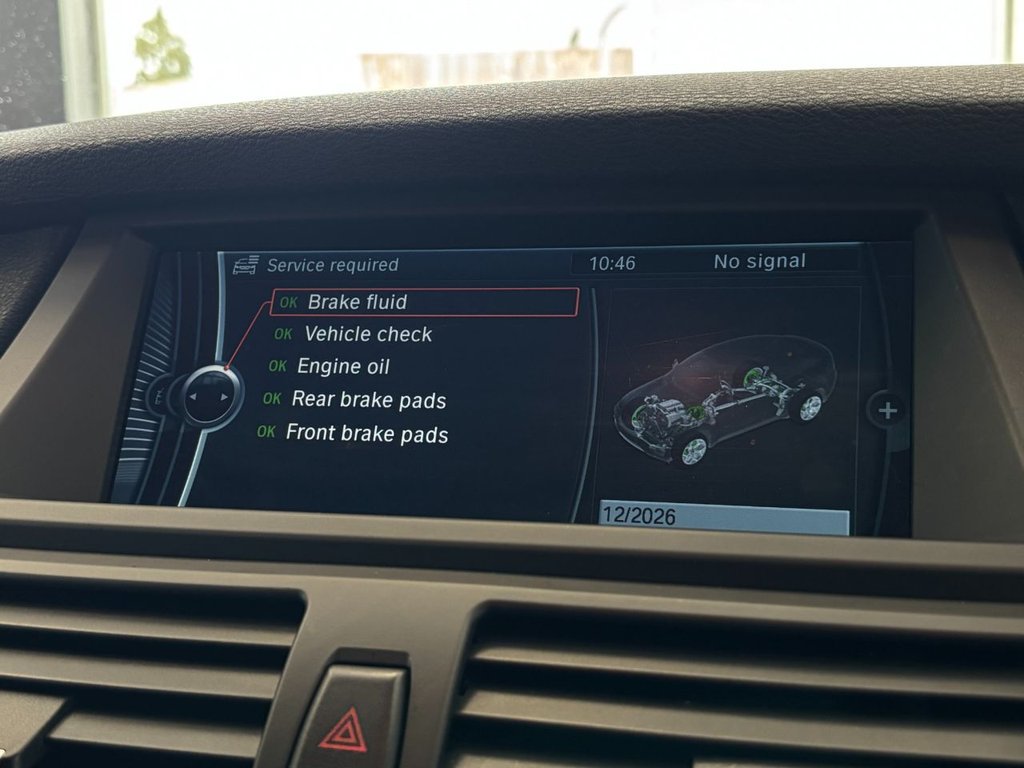 Service required
10:46
No signal
OK Brake fluid
OK Vehicle check
OK Engine oil
OK Rear brake pads
OK Front brake pads
12/2026